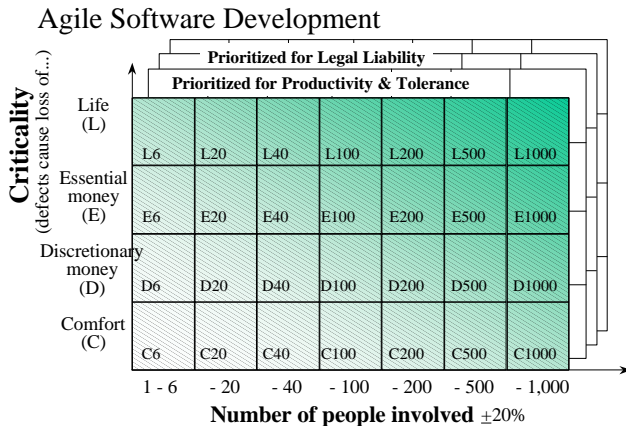 Agile Software Development
Prioritized for Legal Liability
Prioritized for Productivity & Tolerance
Criticality
(defects cause loss of...)
Life
(L)
L6 L20 L40 L100 L200 L500 L1000
Essential
money
(E)
E6 E20 E40 E100 E200 E500 E1000
Discretionary
money
(D)
D6 D20 D40 D100 D200 D500 D1000
Comfort
(C)
C6 C20 C40 C100 C200 C500 C1000
1 - 6 - 20 - 40 - 100 - 200 - 500 - 1,000
Number of people involved ±20%